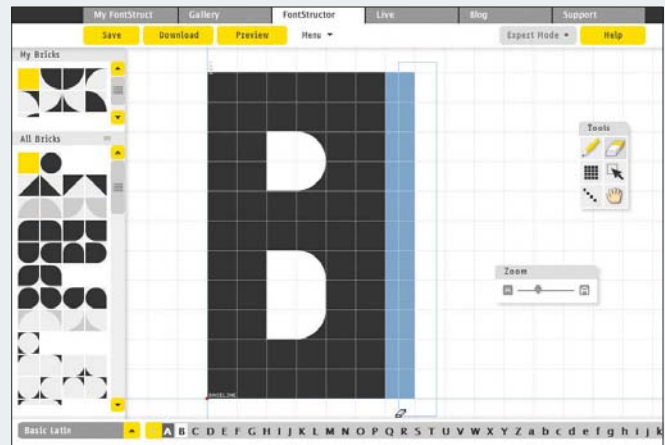 My FontStruct Gallery FontStructor Live Blog Support
Save Download Preview Menu Expert Mode Help
My Bricks
All Bricks
Tools
Zoom
BASELINE
Basic Latin A B C D E F G H I J K L M N O P Q R S T U V W X Y Z a b c d e f g h i j k